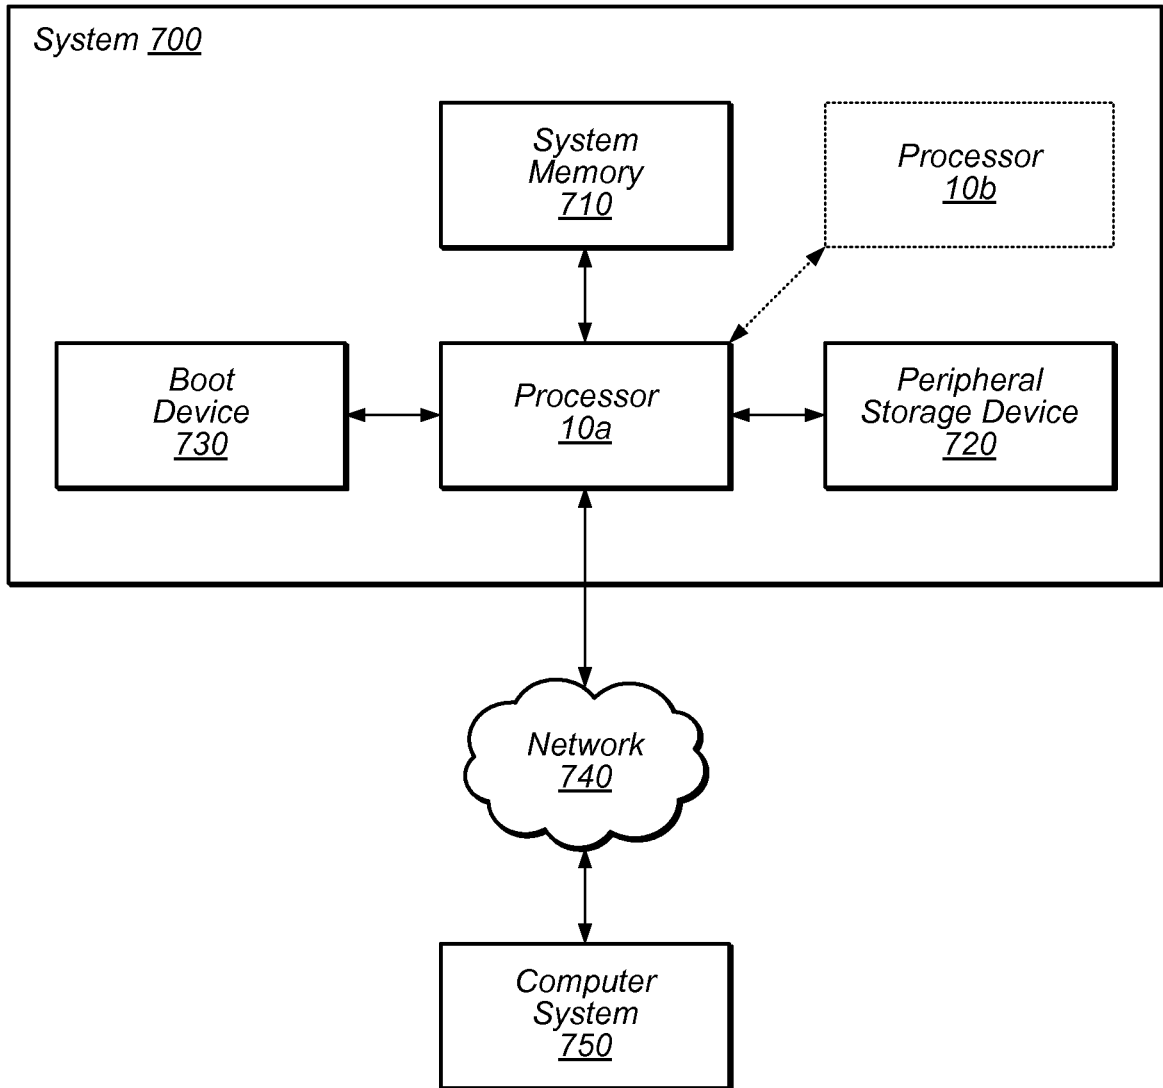 System 700
System
Memory
710
Processor
10b
Boot
Device
730
Processor
10a
Peripheral
Storage Device
720
Network
740
Computer
System
750